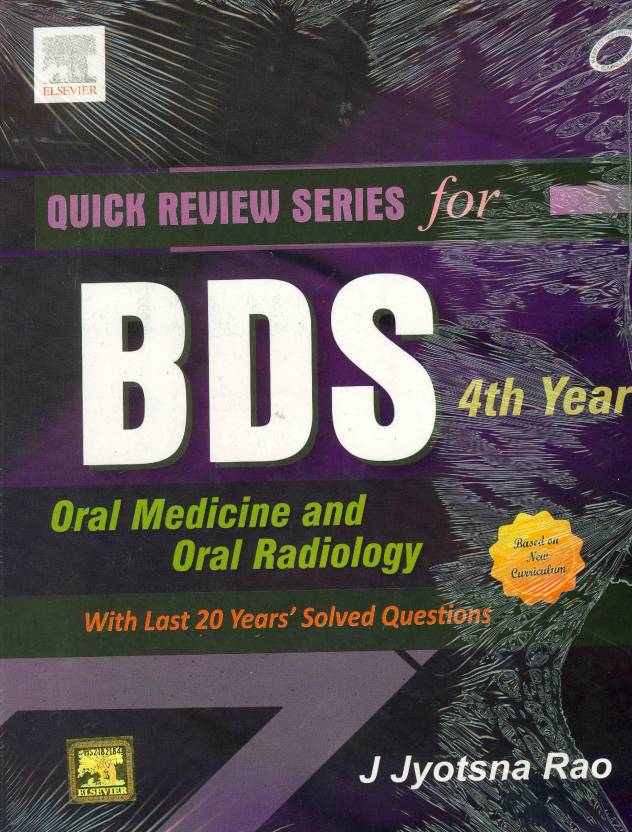 ELSEVIER
QUICK REVIEW SERIES for
BDS
4th Year
Oral Medicine and
Oral Radiology
Based on
New
Curriculum
With Last 20 Years' Solved Questions
J Jyotsna Rao
ELSEVIER